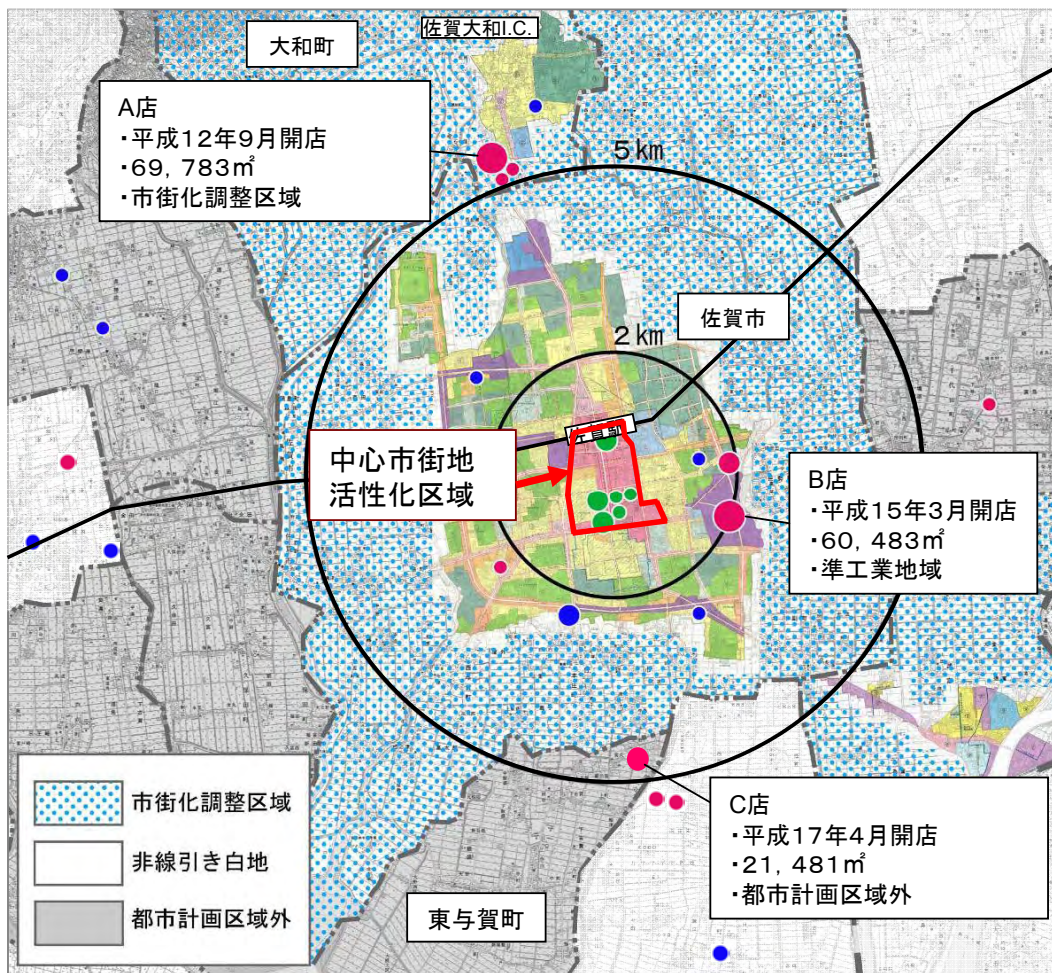 大和町
佐賀大和I.C.
A店
・平成12年9月開店
・69,783㎡
・市街化調整区域
5km
佐賀市
2km
佐賀駅
中心市街地
活性化区域
B店
・平成15年3月開店
・60,483㎡
・準工業地域
市街化調整区域
非線引き白地
都市計画区域外
C店
・平成17年4月開店
・21,481㎡
・都市計画区域外
東与賀町